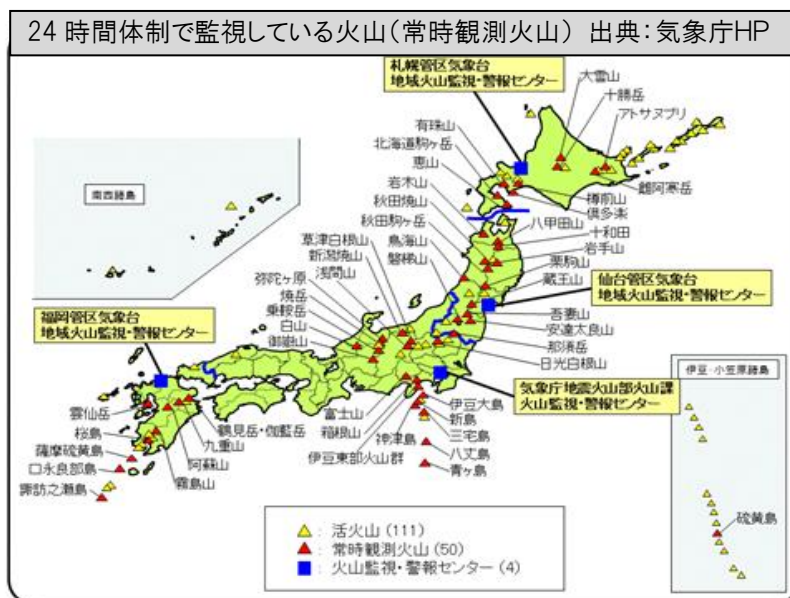 24 時間体制で監視している火山（常時観測火山） 出典：気象庁HP
札幌管区気象台
地域火山監視・警報センター
大雪山
十勝岳
アトサヌプリ
有珠山
北海道駒ヶ岳
恵山
岩木山
秋田焼山
秋田駒ヶ岳
鳥海山
磐梯山
草津白根山
新潟焼山
浅間山
弥陀ヶ原
焼岳
乗鞍岳
白山
御嶽山
雌阿寒岳
樽前山
倶多楽
八甲田山
十和田
岩手山
栗駒山
蔵王山
仙台管区気象台
地域火山監視・警報センター
吾妻山
安達太良山
那須岳
日光白根山
気象庁地震火山部火山課
火山監視・警報センター
南西諸島
福岡管区気象台
地域火山監視・警報センター
雲仙岳
桜島
薩摩硫黄島
口永良部島
諏訪之瀬島
鶴見岳・伽藍岳
九重山
阿蘇山
霧島山
富士山
箱根山
伊豆東部火山群
神津島
伊豆大島
新島
三宅島
八丈島
青ヶ島
伊豆・小笠原諸島
硫黄島
：活火山（111）
：常時観測火山（50）
：火山監視・警報センター（4）